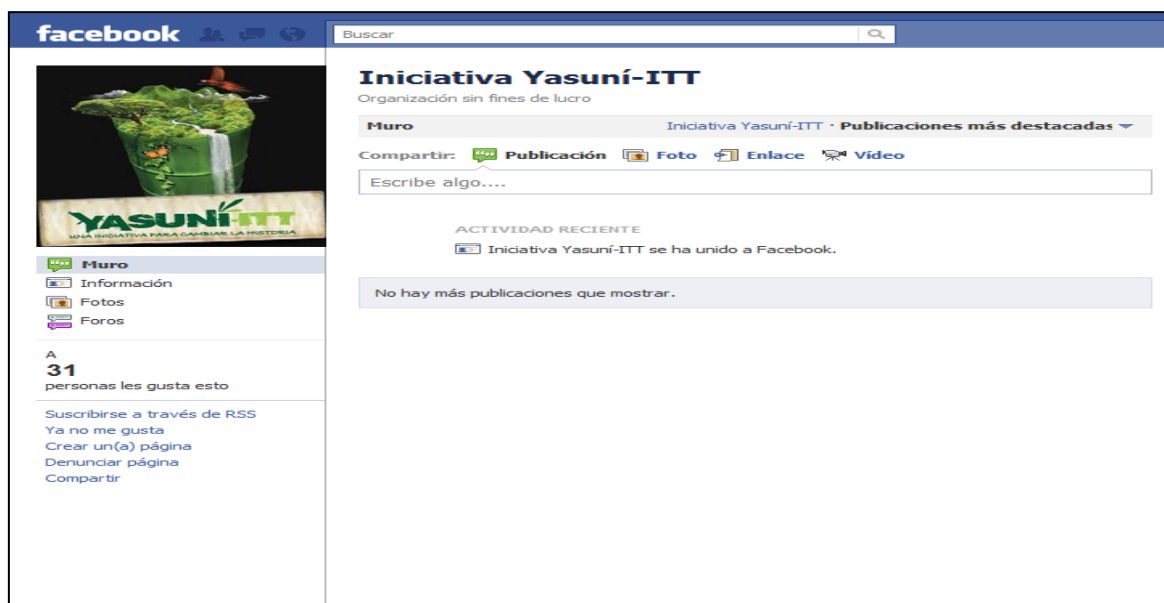 facebook
Buscar
YASUNÍ-ITT
UNA INICIATIVA PARA CAMBIAR LA HISTORIA
Muro
Información
Fotos
Foros
A
31
personas les gusta esto
Suscribirse a través de RSS
Ya no me gusta
Crear un(a) página
Denunciar página
Compartir
Iniciativa Yasuní-ITT
Organización sin fines de lucro
Muro Iniciativa Yasuní-ITT · Publicaciones más destacadas
Compartir: Publicación Foto Enlace Vídeo
Escribe algo....
ACTIVIDAD RECIENTE
Iniciativa Yasuní-ITT se ha unido a Facebook.
No hay más publicaciones que mostrar.